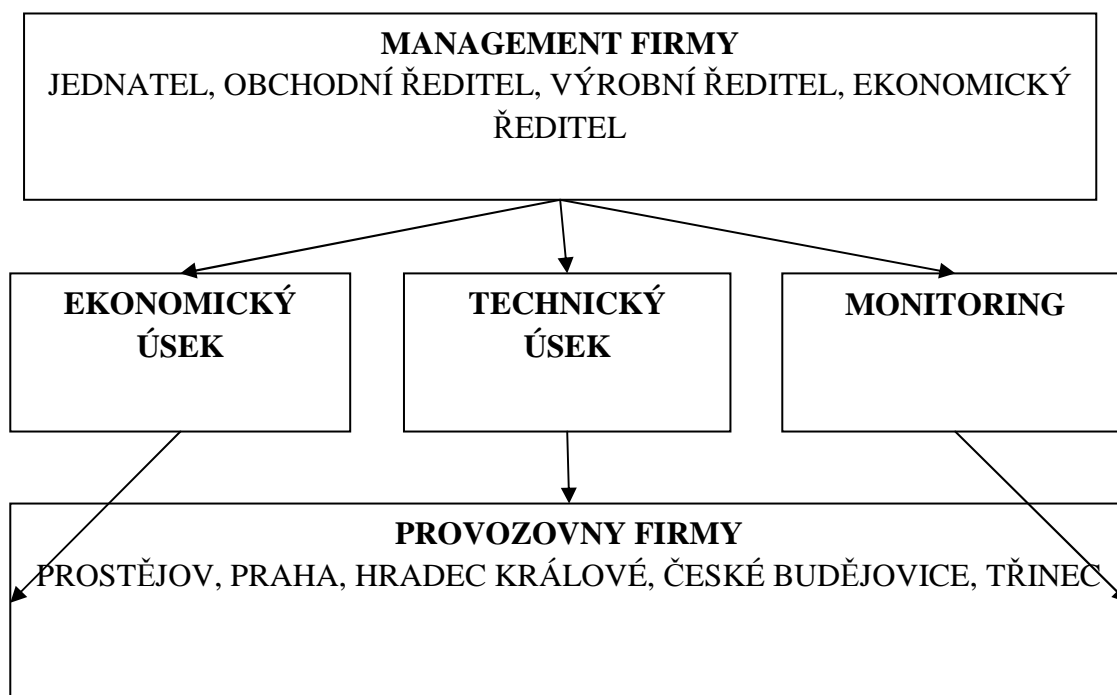 MANAGEMENT FIRMY
JEDNATEL, OBCHODNÍ ŘEDITEL, VÝROBNÍ ŘEDITEL, EKONOMICKÝ
ŘEDITEL
EKONOMICKÝ
ÚSEK
TECHNICKÝ
ÚSEK
MONITORING
PROVOZOVNY FIRMY
PROSTĚJOV, PRAHA, HRADEC KRÁLOVÉ, ČESKÉ BUDĚJOVICE, TŘINEC